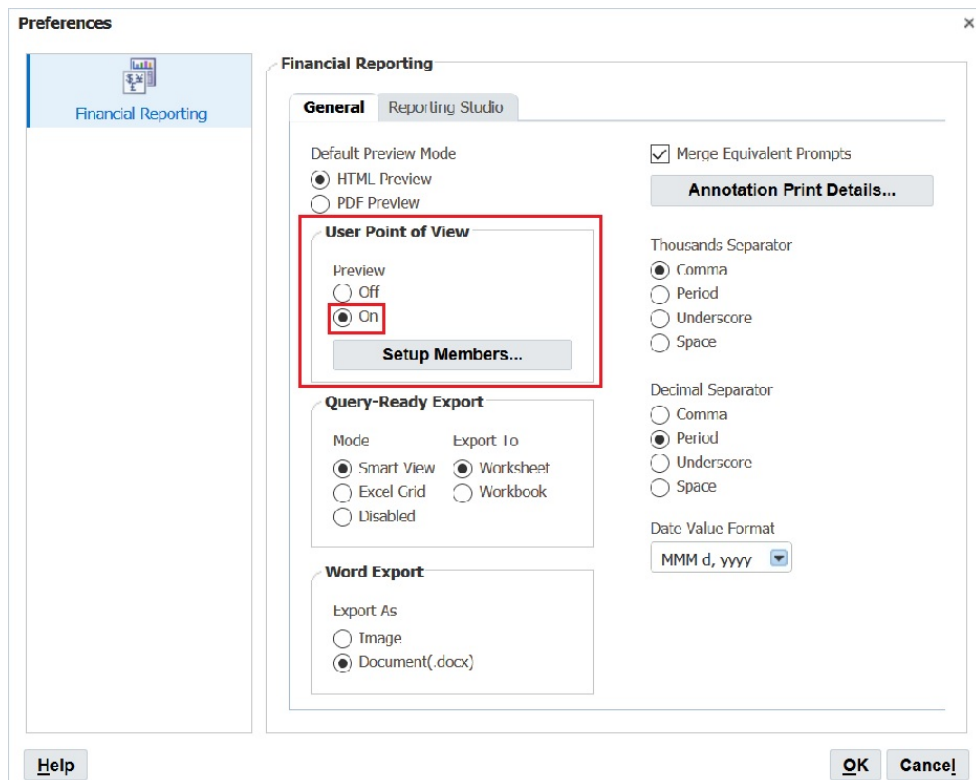 Preferences
Financial Reporting
Financial Reporting
General
Reporting Studio
Default Preview Mode
HTML Preview
PDF Preview
User Point of View
Preview
Off
On
Setup Members...
Query-Ready Export
Mode
Smart View
Excel Grid
Disabled
Export To
Worksheet
Workbook
Word Export
Export As
Image
Document(.docx)
Merge Equivalent Prompts
Annotation Print Details...
Thousands Separator
Comma
Period
Underscore
Space
Decimal Separator
Comma
Period
Underscore
Space
Date Value Format
MMM d, yyyy
Help
OK
Cancel